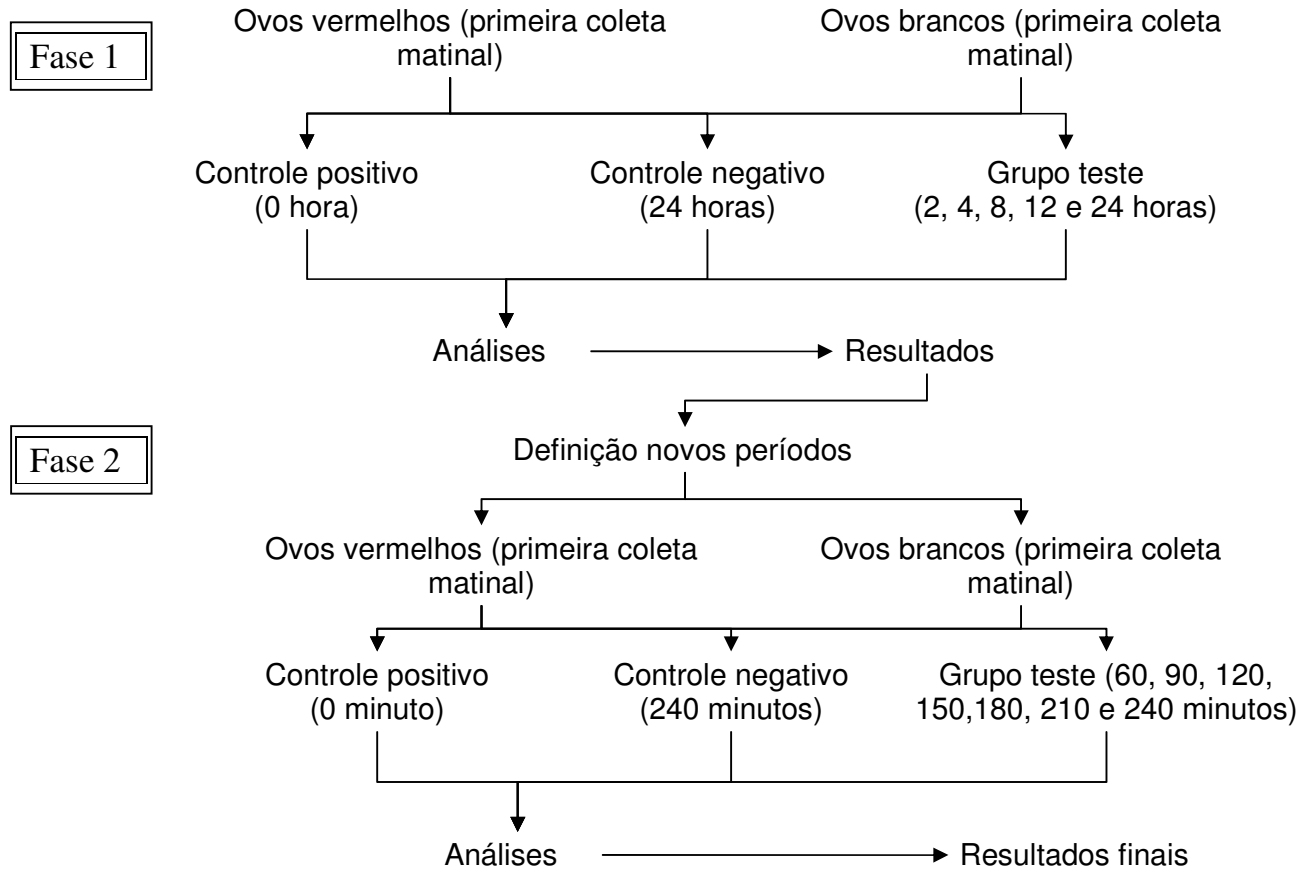 Fase 1
Ovos vermelhos (primeira coleta
matinal)
Ovos brancos (primeira coleta
matinal)
Controle positivo
(0 hora)
Controle negativo
(24 horas)
Grupo teste
(2, 4, 8, 12 e 24 horas)
Análises
Resultados
Fase 2
Definição novos períodos
Ovos vermelhos (primeira coleta
matinal)
Ovos brancos (primeira coleta
matinal)
Controle positivo
(0 minuto)
Controle negativo
(240 minutos)
Grupo teste (60, 90, 120,
150,180, 210 e 240 minutos)
Análises
Resultados finais